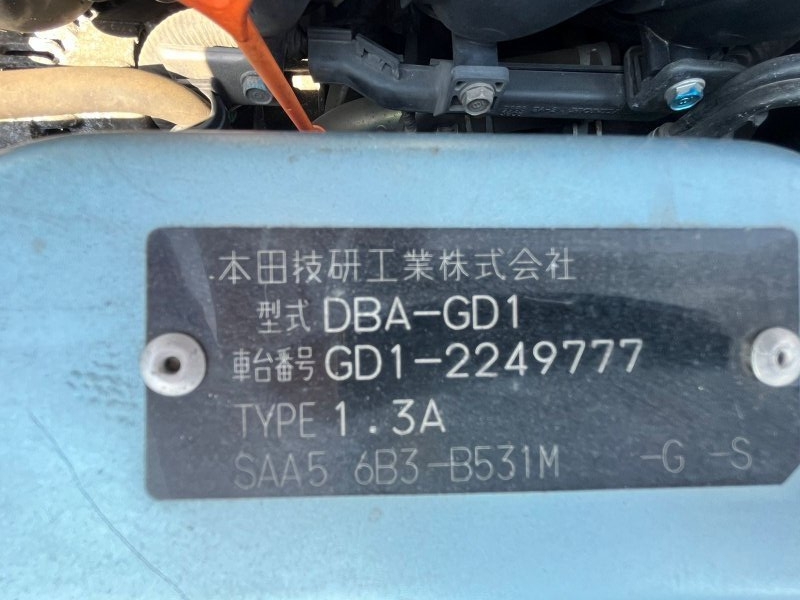 本田技研工業株式会社
型式 DBA-GD1
車台番号 GD1-2249777
TYPE 1.3A
SAA5 6B3-B531M -G -S